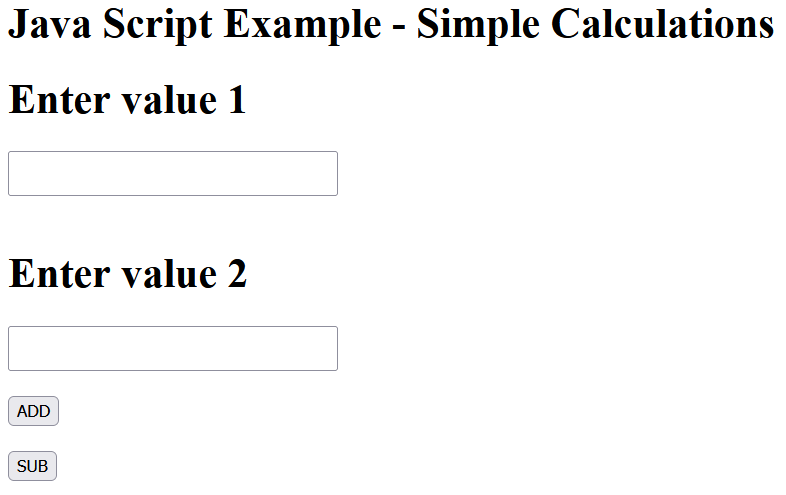 Java Script Example - Simple Calculations
Enter value 1
Enter value 2
ADD
SUB